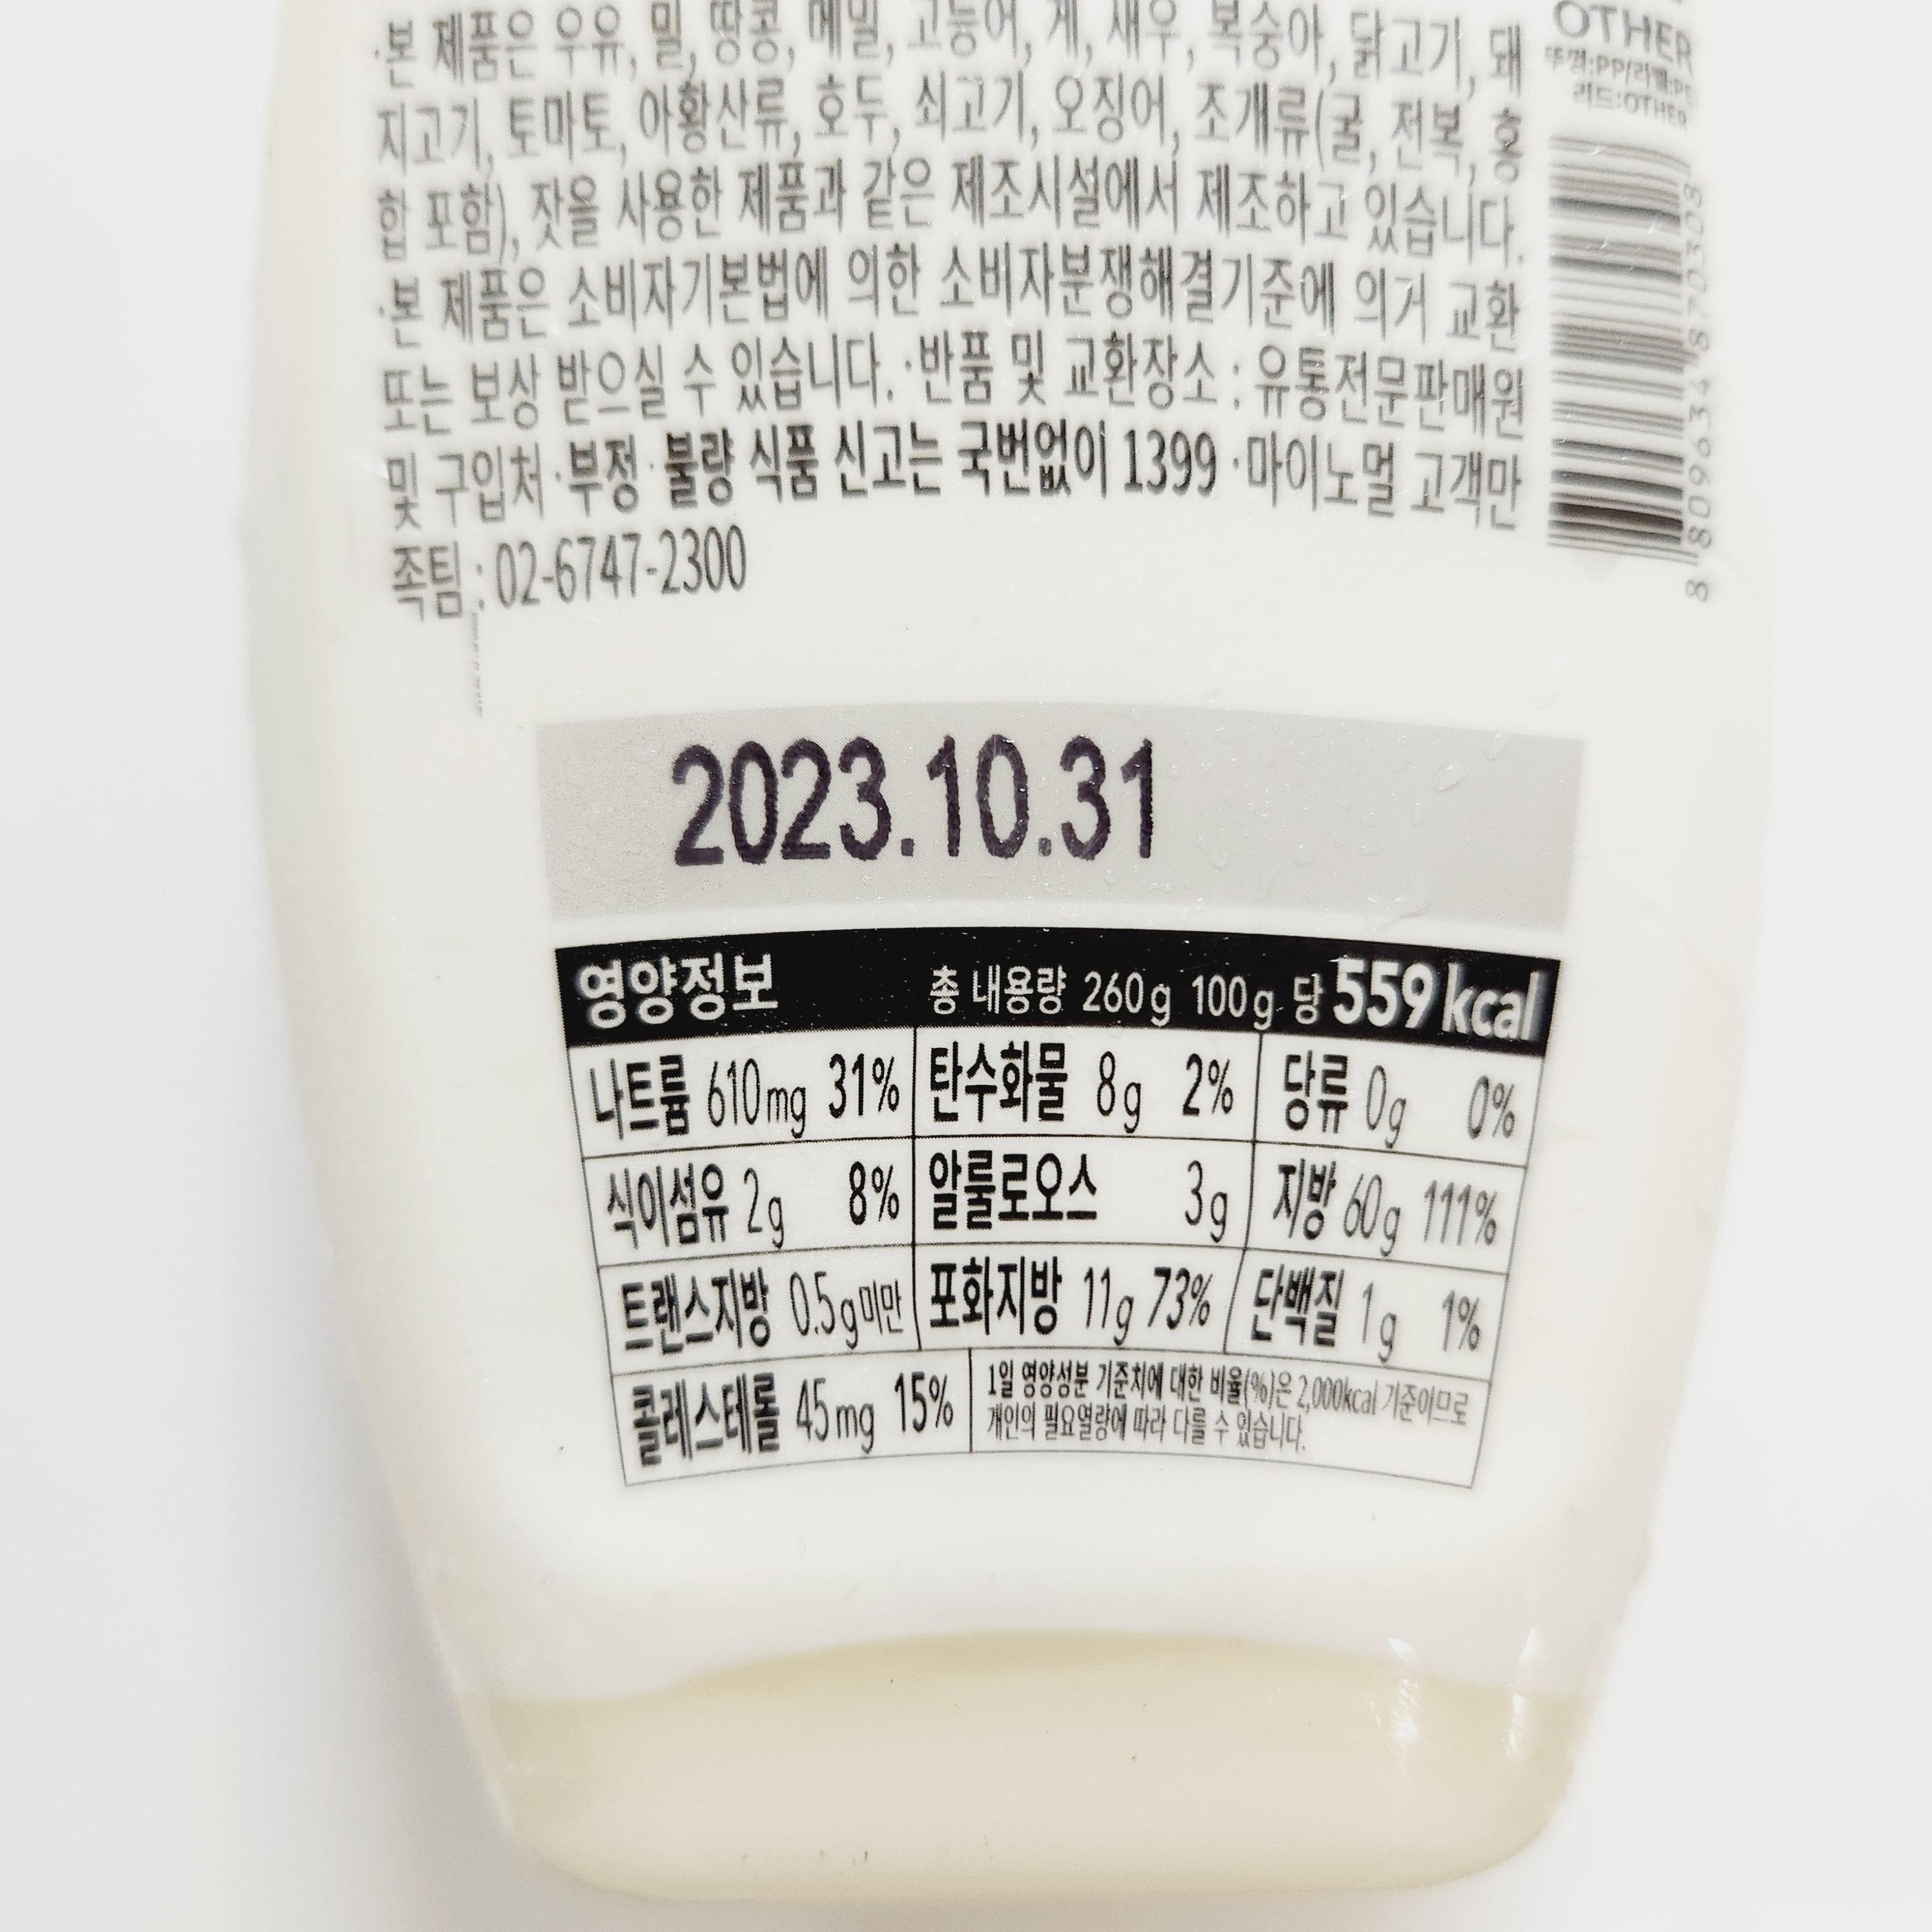 ·본 제품은 우유, 밀, 땅콩, 메밀, 고등어, 게, 새우, 복숭아, 닭고기, 돼
지고기, 토마토, 아황산류, 호두, 쇠고기, 오징어, 조개류(굴, 전복, 홍
합 포함), 잣을 사용한 제품과 같은 제조시설에서 제조하고 있습니다.
·본 제품은 소비자기본법에 의한 소비자분쟁해결기준에 의거 교환
또는 보상 받으실 수 있습니다. ·반품 및 교환장소 : 유통전문판매원
및 구입처 ·부정·불량 식품 신고는 국번없이 1399 ·마이노멀 고객만
족팀 : 02-6747-2300
OTHER
뚜껑:PP/라벨:
리드:OTHER
8 809634 870308
2023.10.31
영양정보 총 내용량 260g 100g 당 559 kcal
나트륨 610mg 31% 탄수화물 8g 2% 당류 0g 0%
식이섬유 2g 8% 알룰로오스 3g 지방 60g 111%
트랜스지방 0.5g미만 포화지방 11g 73% 단백질 1g 1%
콜레스테롤 45mg 15% 1일 영양성분 기준치에 대한 비율(%)은 2,000kcal 기준이므로
개인의 필요열량에 따라 다를 수 있습니다.